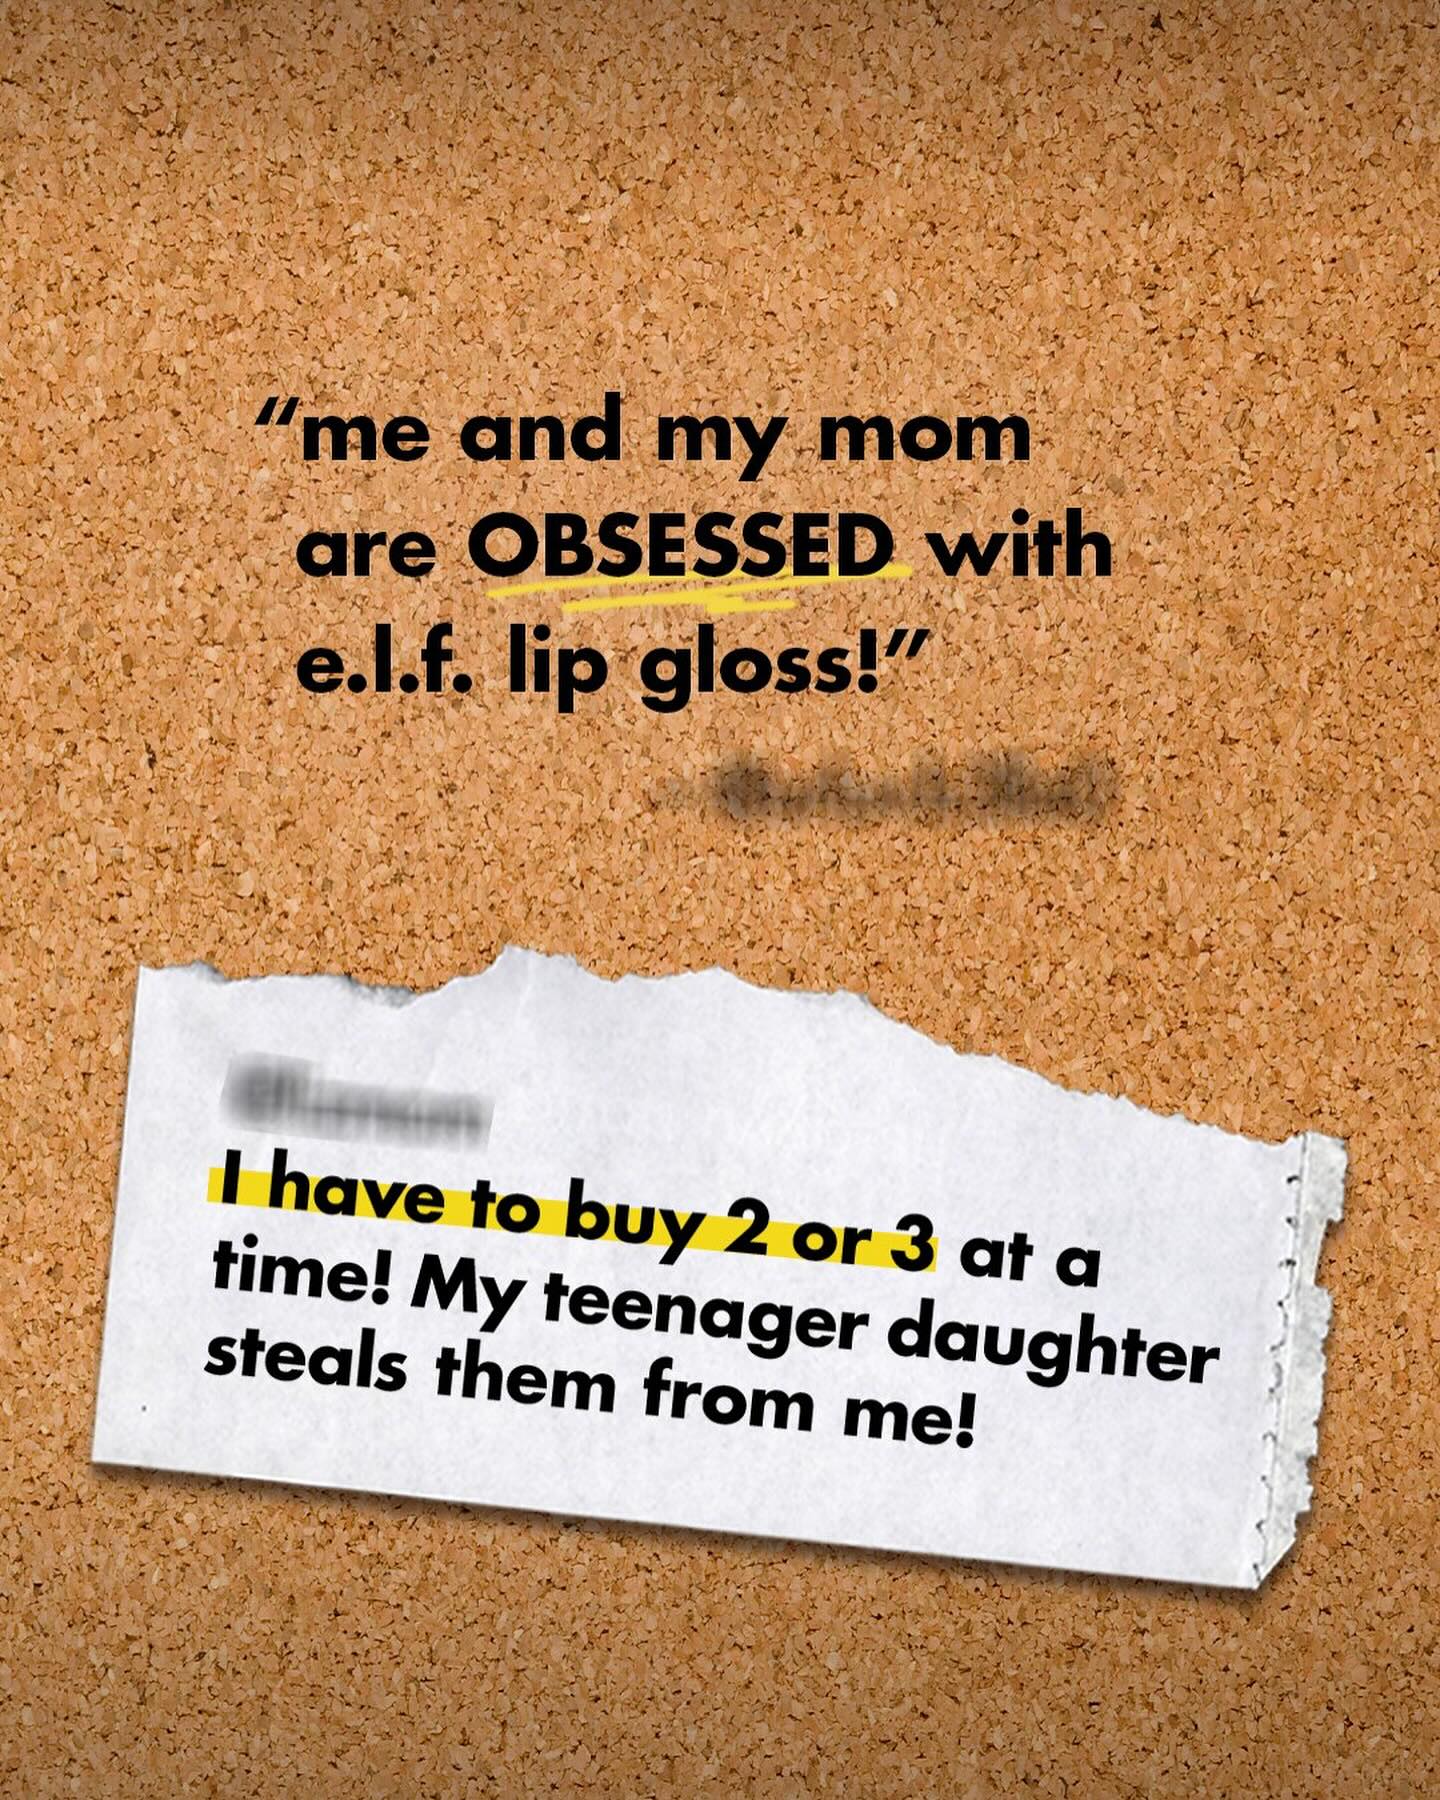 “me and my mom
are OBSESSED with
e.l.f. lip gloss!”
I have to buy 2 or 3 at a
time! My teenager daughter
steals them from me!